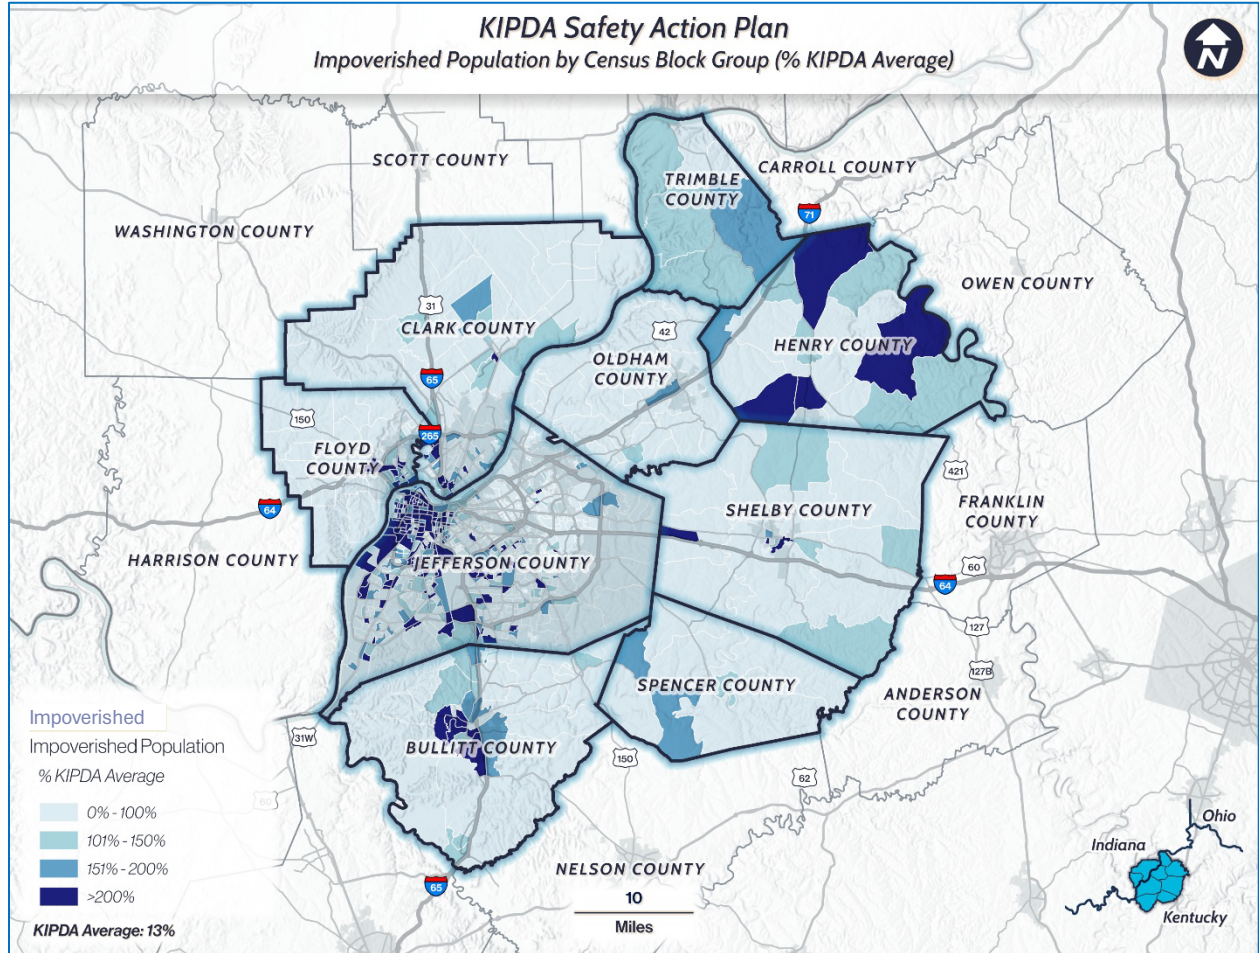 KIPDA Safety Action Plan
Impoverished Population by Census Block Group (% KIPDA Average)
N
SCOTT COUNTY
CARROLL COUNTY
TRIMBLE
COUNTY
71
WASHINGTON COUNTY
OWEN COUNTY
31
CLARK COUNTY
42
HENRY COUNTY
OLDHAM
COUNTY
65
150
265
FLOYD
COUNTY
421
64
SHELBY COUNTY
FRANKLIN
COUNTY
HARRISON COUNTY
JEFFERSON COUNTY
60
64
127
127B
SPENCER COUNTY
ANDERSON
COUNTY
31W
BULLITT COUNTY
150
62
60
65
NELSON COUNTY
10
Miles
Impoverished
Impoverished Population
% KIPDA Average
0% - 100%
101% - 150%
151% - 200%
>200%
KIPDA Average: 13%
Ohio
Indiana
Kentucky